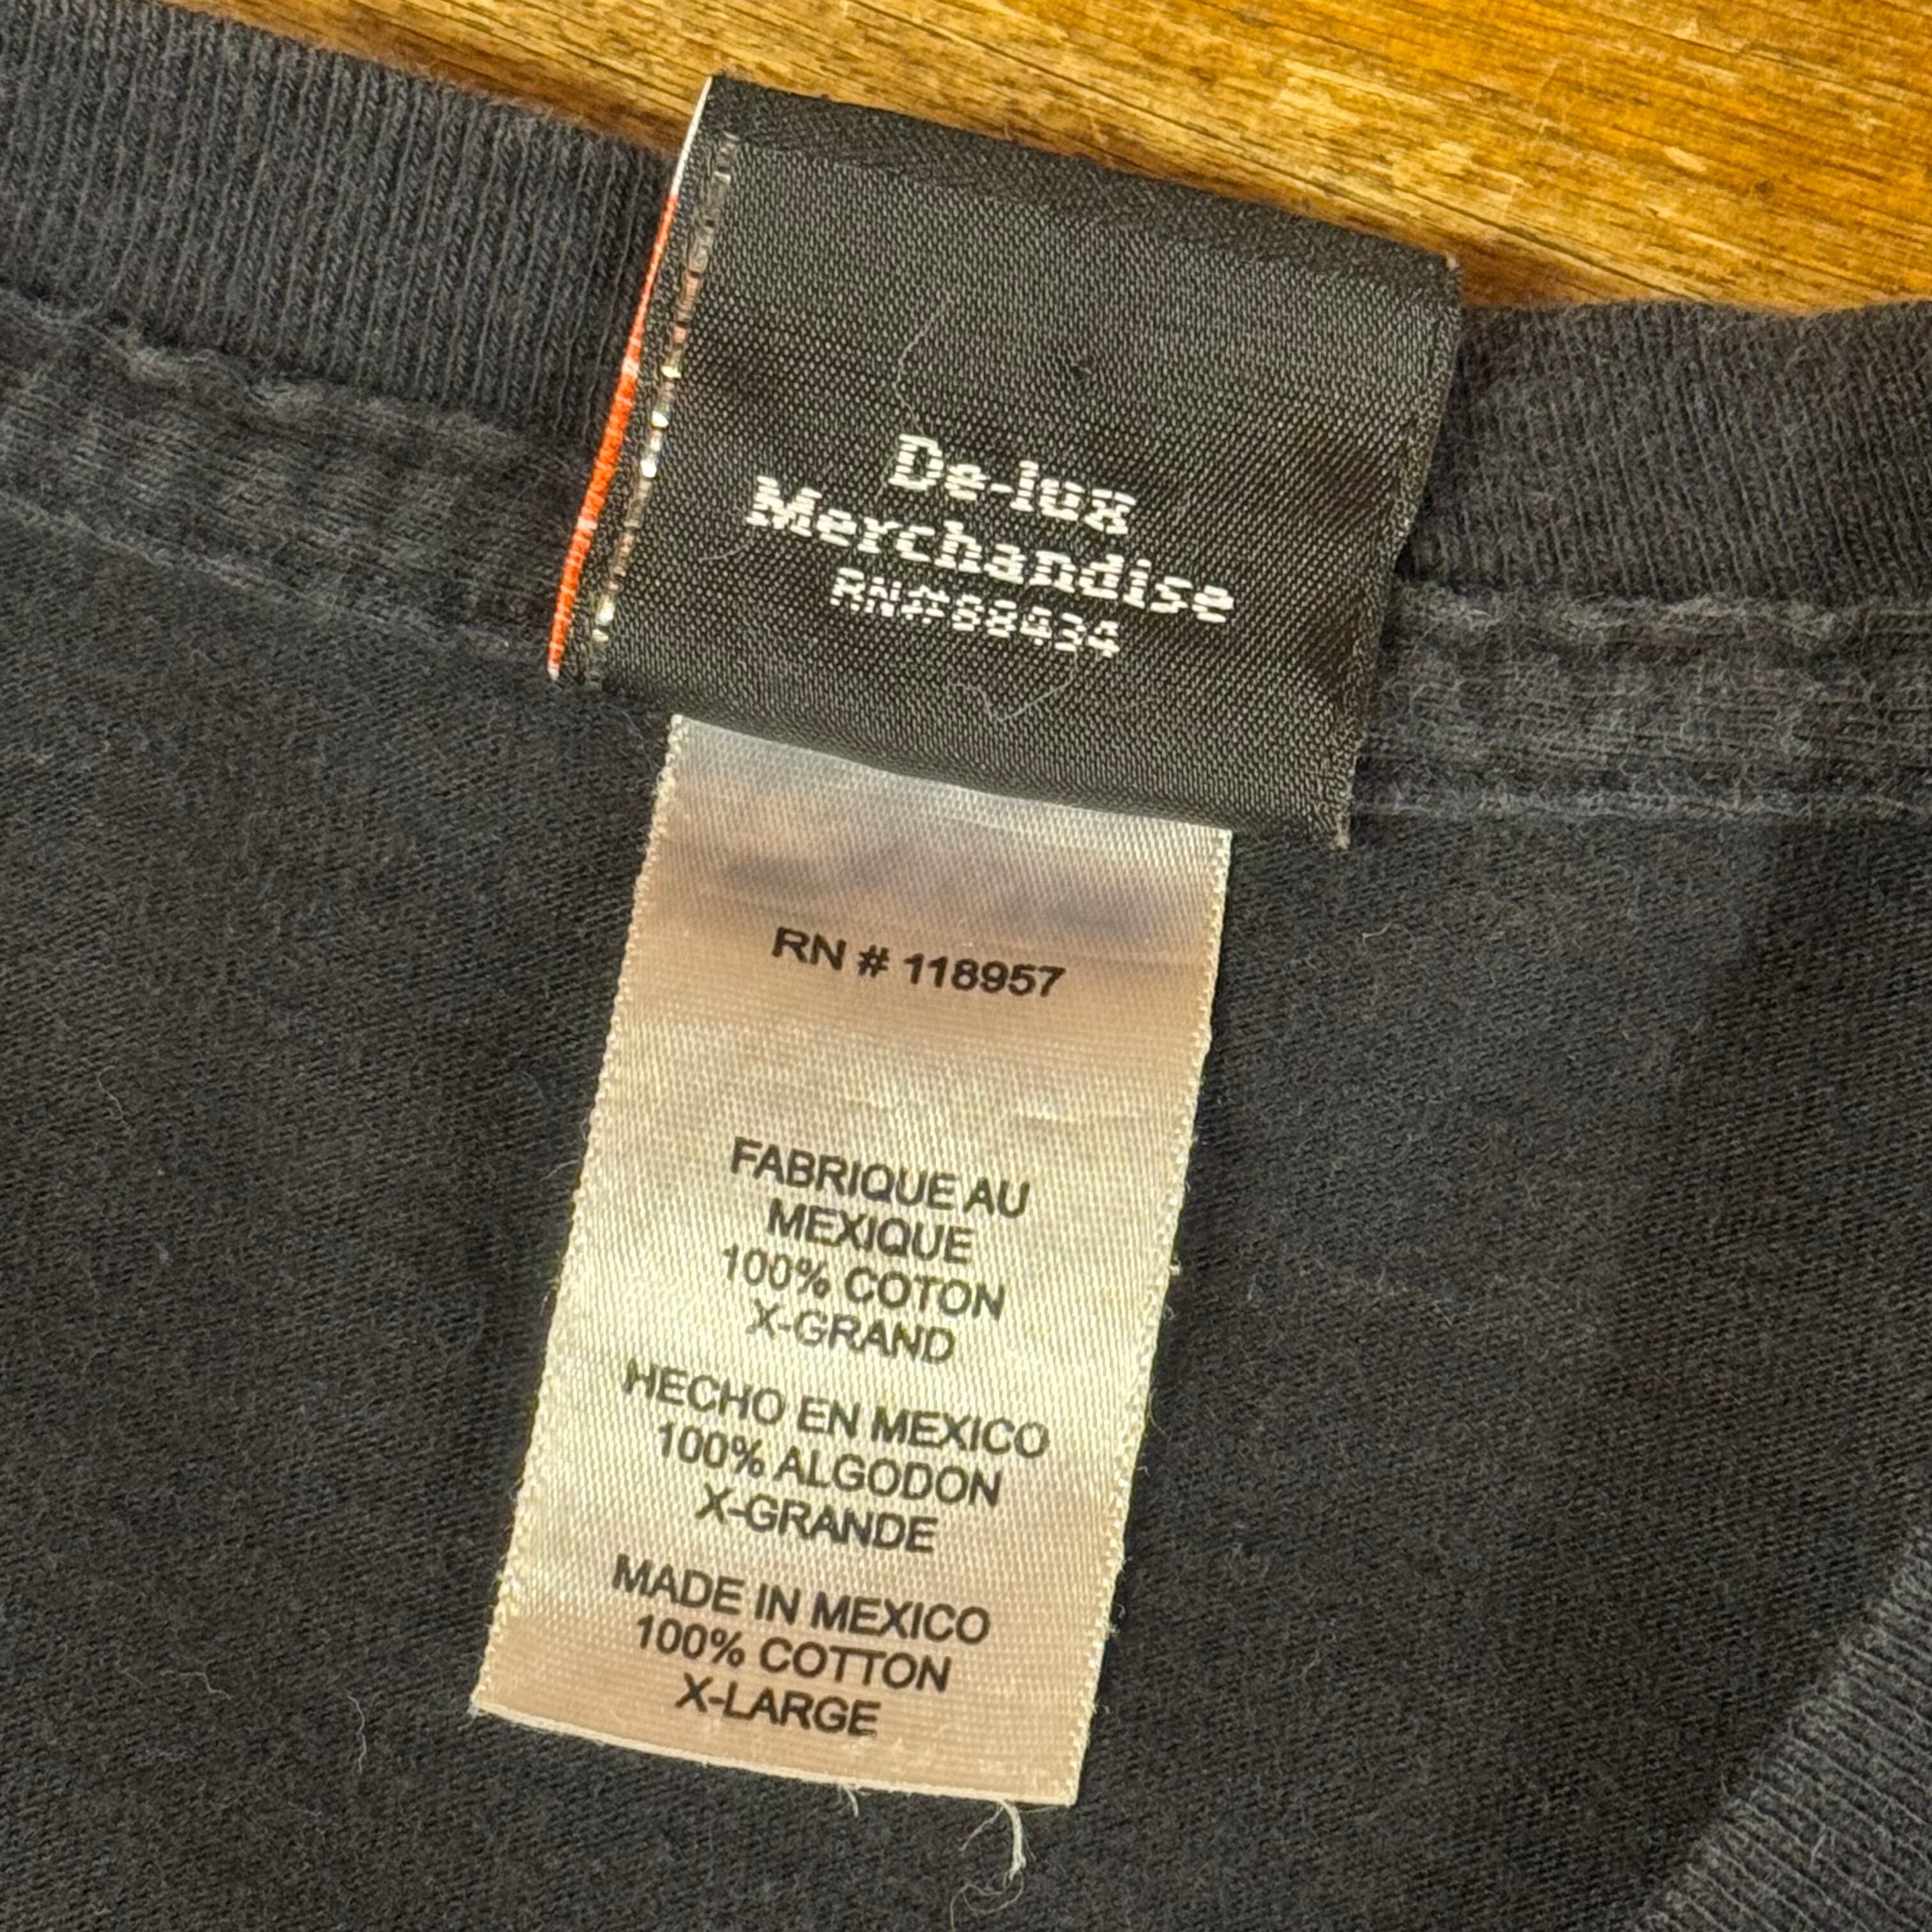 De-lux
Merchandise
RN#88434
RN # 118957
FABRIQUE AU
MEXIQUE
100% COTON
X-GRAND
HECHO EN MEXICO
100% ALGODON
X-GRANDE
MADE IN MEXICO
100% COTTON
X-LARGE